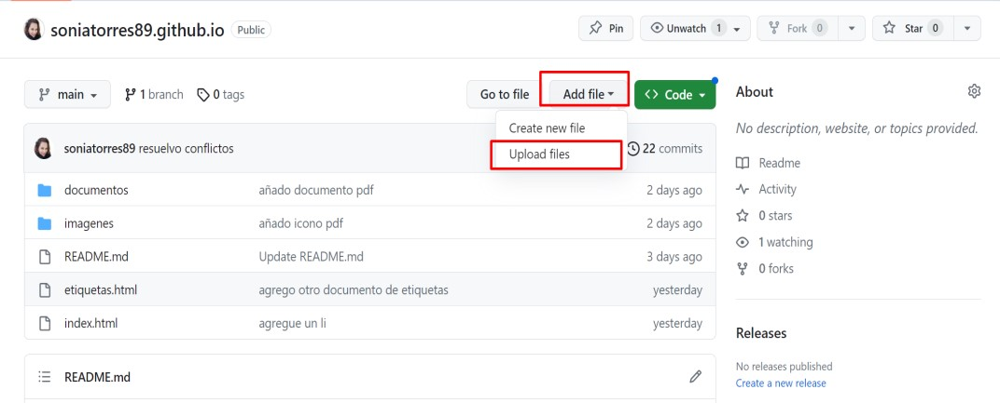 soniatorres89.github.io Public Pin Unwatch 1 Fork 0 Star 0
main 1 branch 0 tags Go to file Add file Code
Create new file
Upload files
soniatorres89 resuelvo conflictos 22 commits
documentos añado documento pdf 2 days ago
imagenes añado icono pdf 2 days ago
README.md Update README.md 3 days ago
etiquetas.html agrego otro documento de etiquetas yesterday
index.html agregue un li yesterday
README.md
About
No description, website, or topics provided.
Readme
Activity
0 stars
1 watching
0 forks
Releases
No releases published
Create a new release